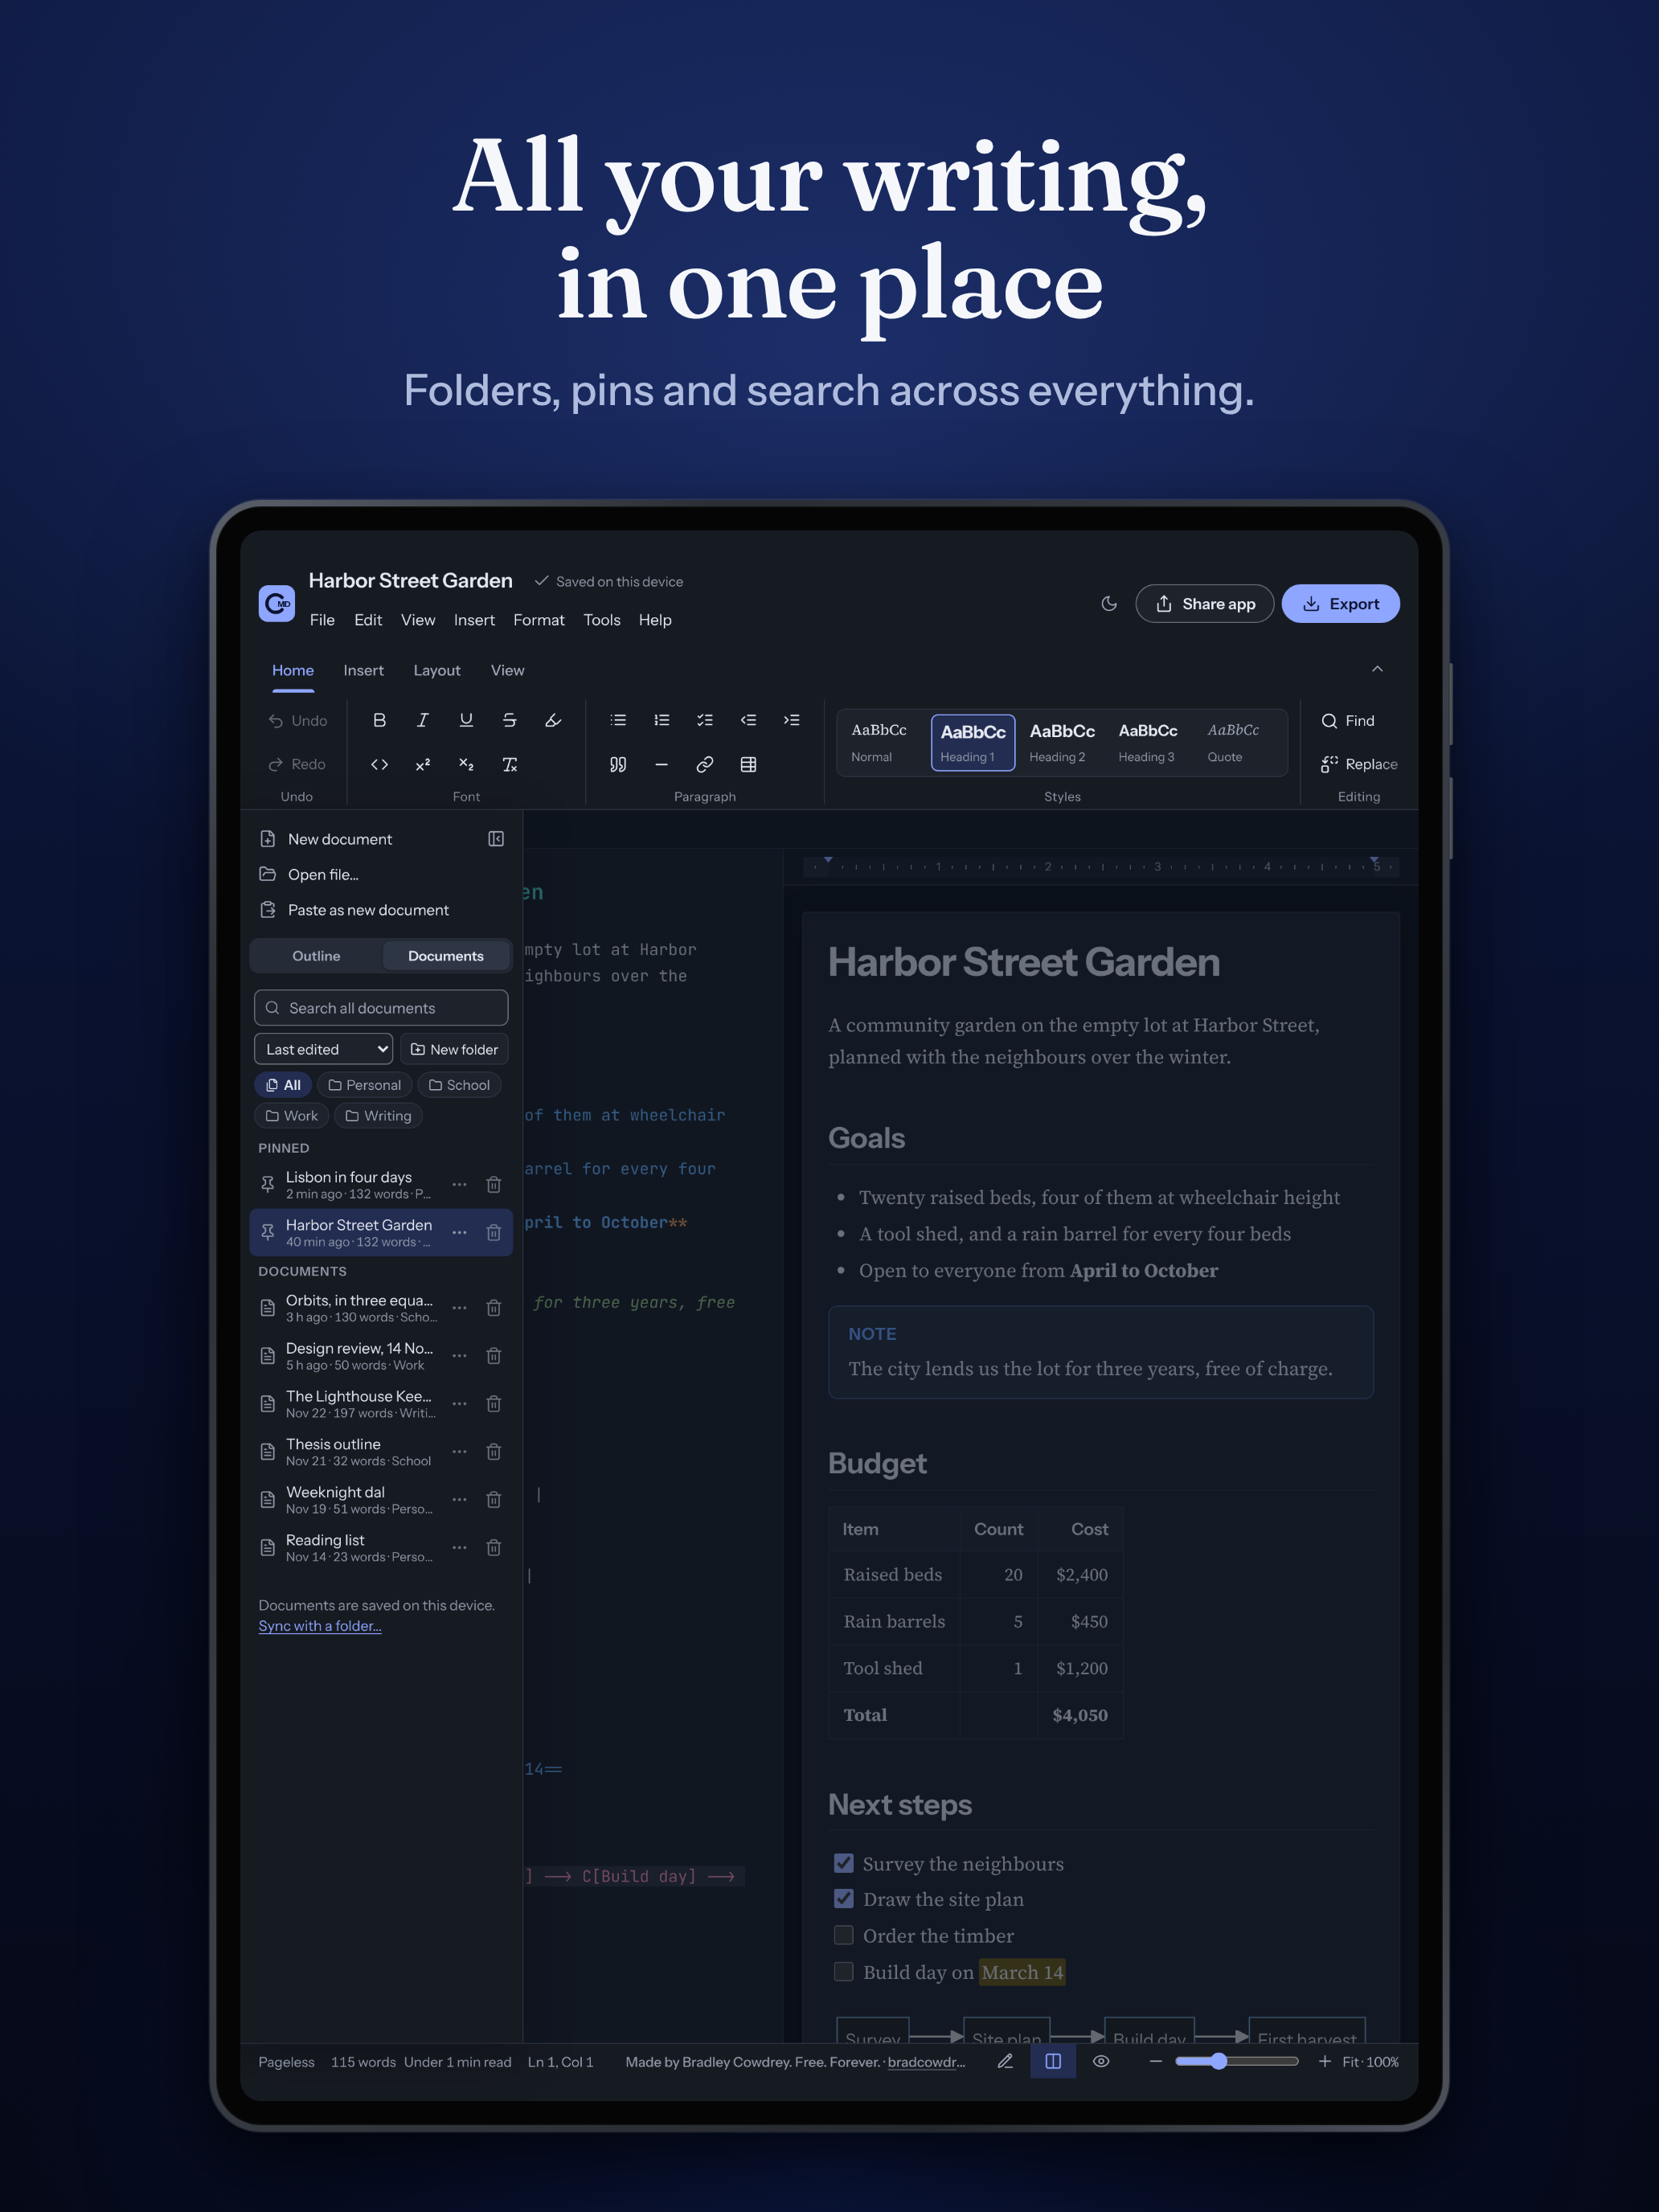 All your writing,
in one place
Folders, pins and search across everything.
Harbor Street Garden
Saved on this device
CMD
File Edit View Insert Format Tools Help
Share app
Export
Home Insert Layout View
Undo
Redo
Undo
Font
Paragraph
AaBbCc AaBbCc AaBbCc AaBbCc AaBbCc
Normal Heading 1 Heading 2 Heading 3 Quote
Styles
Find
Replace
Editing
New document
Open file...
Paste as new document
Outline Documents
Search all documents
Last edited
New folder
All Personal School
Work Writing
PINNED
Lisbon in four days
2 min ago · 132 words · P...
Harbor Street Garden
40 min ago · 132 words · ...
DOCUMENTS
Orbits, in three equa...
3 h ago · 130 words · Scho...
Design review, 14 No...
5 h ago · 50 words · Work
The Lighthouse Kee...
Nov 22 · 197 words · Writi...
Thesis outline
Nov 21 · 32 words · School
Weeknight dal
Nov 19 · 51 words · Perso...
Reading list
Nov 14 · 23 words · Perso...
Documents are saved on this device.
Sync with a folder...
en
mpty lot at Harbor
ighbours over the
of them at wheelchair
arrel for every four
pril to October**
for three years, free
|
|
14==
] --> C[Build day] -->
1 2 3 4 5
Harbor Street Garden
A community garden on the empty lot at Harbor Street,
planned with the neighbours over the winter.
Goals
• Twenty raised beds, four of them at wheelchair height
• A tool shed, and a rain barrel for every four beds
• Open to everyone from April to October
NOTE
The city lends us the lot for three years, free of charge.
Budget
Item Count Cost
Raised beds 20 $2,400
Rain barrels 5 $450
Tool shed 1 $1,200
Total $4,050
Next steps
Survey the neighbours
Draw the site plan
Order the timber
Build day on March 14
Survey Site plan Build day First harvest
Pageless 115 words Under 1 min read Ln 1, Col 1 Made by Bradley Cowdrey. Free. Forever. · bradcowdr... Fit · 100%